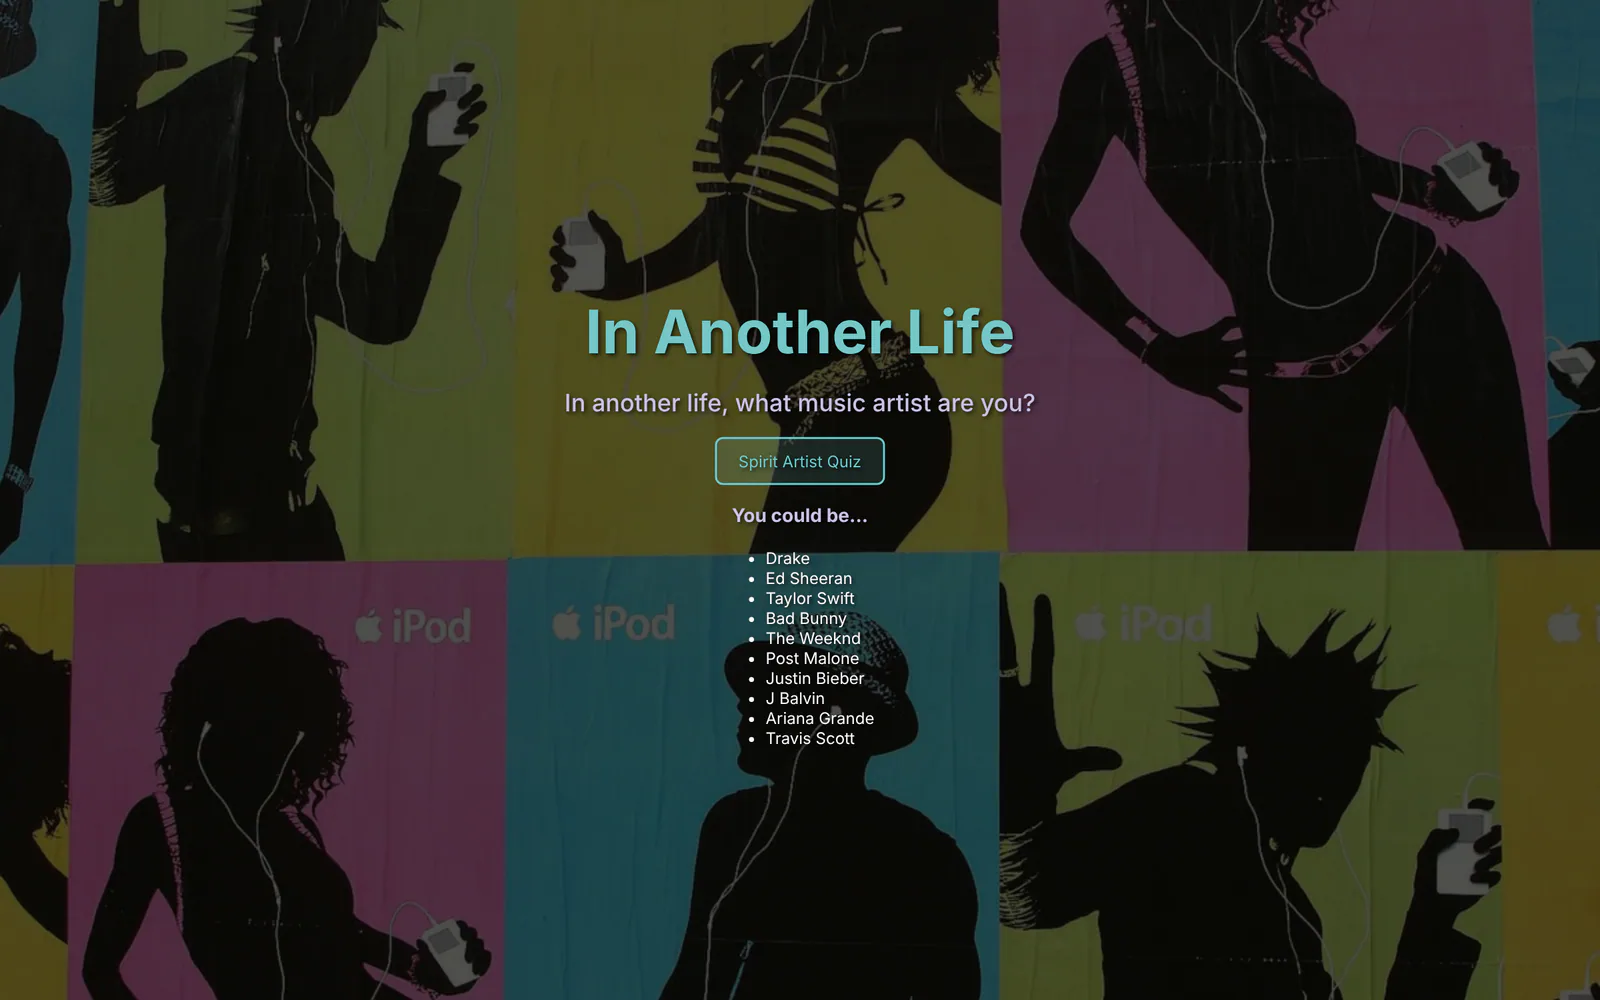 In Another Life
In another life, what music artist are you?
Spirit Artist Quiz
You could be...
• Drake
• Ed Sheeran
• Taylor Swift
• Bad Bunny
• The Weeknd
• Post Malone
• Justin Bieber
• J Balvin
• Ariana Grande
• Travis Scott
iPod
iPod
iPod